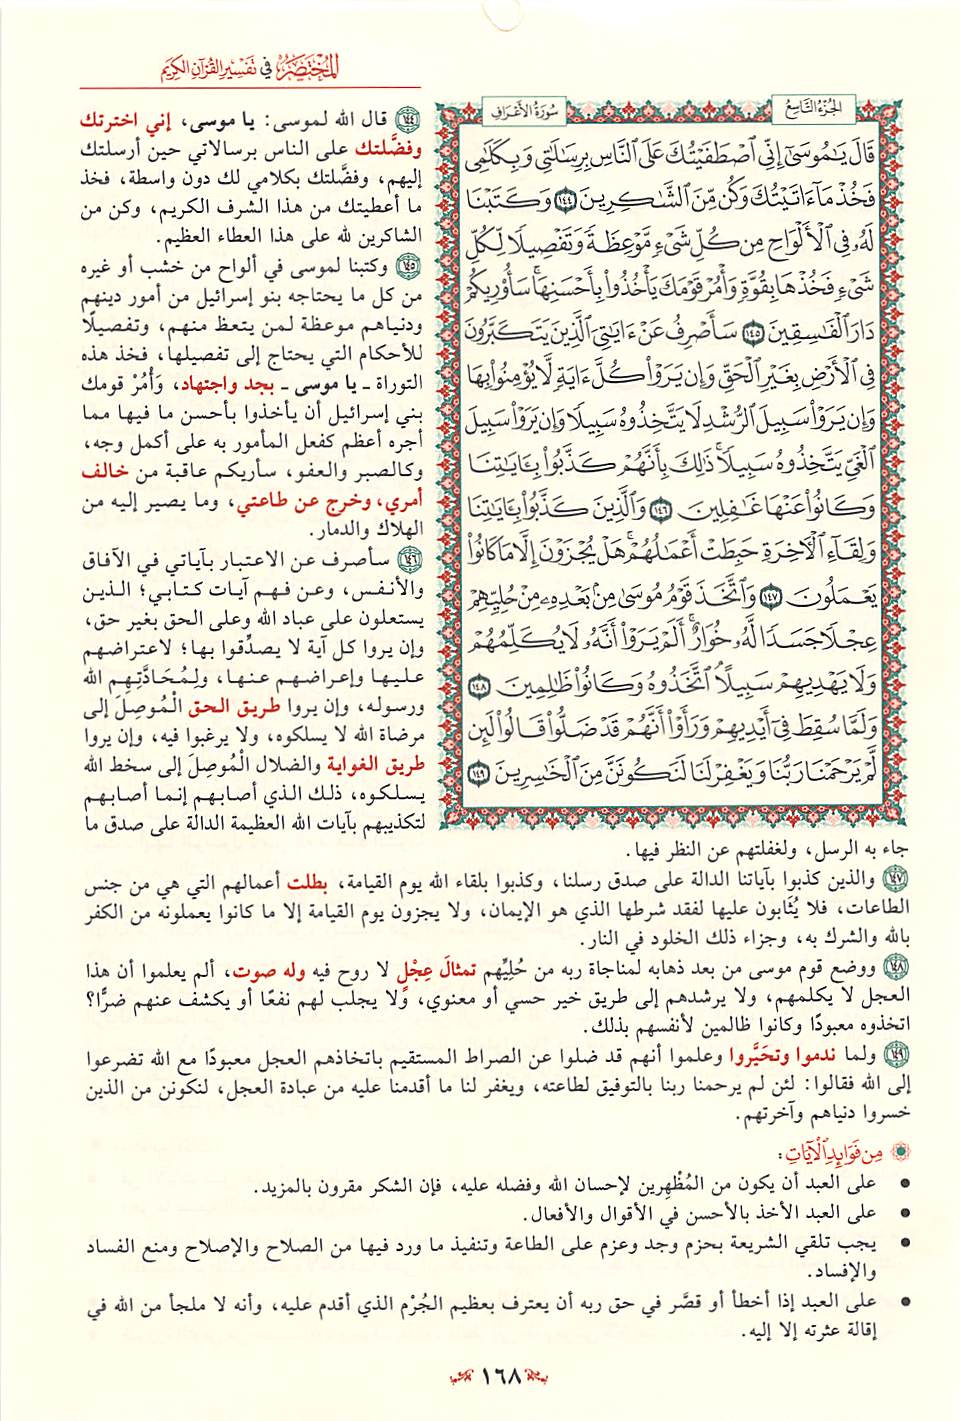 المختصر في تفسير القرآن الكريم
الجزء التاسع
سورة الأعراف
قَالَ يَٰمُوسَىٰٓ إِنِّي ٱصۡطَفَيۡتُكَ عَلَى ٱلنَّاسِ بِرِسَٰلَٰتِي وَبِكَلَٰمِي
فَخُذۡ مَآ ءَاتَيۡتُكَ وَكُن مِّنَ ٱلشَّٰكِرِينَ ١٤٤ وَكَتَبۡنَا
لَهُۥ فِي ٱلۡأَلۡوَاحِ مِن كُلِّ شَيۡءٖ مَّوۡعِظَةٗ وَتَفۡصِيلٗا لِّكُلِّ
شَيۡءٖ فَخُذۡهَا بِقُوَّةٖ وَأۡمُرۡ قَوۡمَكَ يَأۡخُذُواْ بِأَحۡسَنِهَاۚ سَأُوْرِيكُمۡ
دَارَ ٱلۡفَٰسِقِينَ ١٤٥ سَأَصۡرِفُ عَنۡ ءَايَٰتِيَ ٱلَّذِينَ يَتَكَبَّرُونَ
فِي ٱلۡأَرۡضِ بِغَيۡرِ ٱلۡحَقِّ وَإِن يَرَوۡاْ كُلَّ ءَايَةٖ لَّا يُؤۡمِنُواْ بِهَا
وَإِن يَرَوۡاْ سَبِيلَ ٱلرُّشۡدِ لَا يَتَّخِذُوهُ سَبِيلٗا وَإِن يَرَوۡاْ سَبِيلَ
ٱلۡغَيِّ يَتَّخِذُوهُ سَبِيلٗاۚ ذَٰلِكَ بِأَنَّهُمۡ كَذَّبُواْ بِـَٔايَٰتِنَا
وَكَانُواْ عَنۡهَا غَٰفِلِينَ ١٤٦ وَٱلَّذِينَ كَذَّبُواْ بِـَٔايَٰتِنَا
وَلِقَآءِ ٱلۡأٓخِرَةِ حَبِطَتۡ أَعۡمَٰلُهُمۡۚ هَلۡ يُجۡزَوۡنَ إِلَّا مَا كَانُواْ
يَعۡمَلُونَ ١٤٧ وَٱتَّخَذَ قَوۡمُ مُوسَىٰ مِنۢ بَعۡدِهِۦ مِنۡ حُلِيِّهِمۡ
عِجۡلٗا جَسَدٗا لَّهُۥ خُوَارٌۚ أَلَمۡ يَرَوۡاْ أَنَّهُۥ لَا يُكَلِّمُهُمۡ
وَلَا يَهۡدِيهِمۡ سَبِيلًاۘ ٱتَّخَذُوهُ وَكَانُواْ ظَٰلِمِينَ ١٤٨
وَلَمَّا سُقِطَ فِيٓ أَيۡدِيهِمۡ وَرَأَوۡاْ أَنَّهُمۡ قَدۡ ضَلُّواْ قَالُواْ لَئِن
لَّمۡ يَرۡحَمۡنَا رَبُّنَا وَيَغۡفِرۡ لَنَا لَنَكُونَنَّ مِنَ ٱلۡخَٰسِرِينَ ١٤٩
١٤٤ قال الله لموسى: يا موسى، إني اخترتك
وفضَّلتك على الناس برسالاتي حين أرسلتك
إليهم، وفضَّلتك بكلامي لك دون واسطة، فخذ
ما أعطيتك من هذا الشرف الكريم، وكن من
الشاكرين لله على هذا العطاء العظيم.
١٤٥ وكتبنا لموسى في ألواح من خشب أو غيره
من كل ما يحتاجه بنو إسرائيل من أمور دينهم
ودنياهم موعظة لمن يتعظ منهم، وتفصيلًا
للأحكام التي يحتاج إلى تفصيلها، فخذ هذه
التوراة ـ يا موسى ـ بجد واجتهاد، وَأْمُرْ قومك
بني إسرائيل أن يأخذوا بأحسن ما فيها مما
أجره أعظم كفعل المأمور به على أكمل وجه،
وكالصبر والعفو، سأريكم عاقبة من خالف
أمري، وخرج عن طاعتي، وما يصير إليه من
الهلاك والدمار.
١٤٦ سأصرف عن الاعتبار بآياتي في الآفاق
والأنفس، وعن فهم آيات كتابي؛ الذين
يستعلون على عباد الله وعلى الحق بغير حق،
وإن يروا كل آية لا يصدِّقوا بها؛ لاعتراضهم
عليها وإعراضهم عنها، ولِمُحَادَّتِهِم الله
ورسوله، وإن يروا طريق الحق الْمُوصِلَ إلى
مرضاة الله لا يسلكوه، ولا يرغبوا فيه، وإن يروا
طريق الغواية والضلال الْمُوصِلَ إلى سخط الله
يسلكوه، ذلك الذي أصابهم إنما أصابهم
لتكذيبهم بآيات الله العظيمة الدالة على صدق ما
جاء به الرسل، ولغفلتهم عن النظر فيها.
١٤٧ والذين كذبوا بآياتنا الدالة على صدق رسلنا، وكذبوا بلقاء الله يوم القيامة، بطلت أعمالهم التي هي من جنس
الطاعات، فلا يُثَابون عليها لفقد شرطها الذي هو الإيمان، ولا يجزون يوم القيامة إلا ما كانوا يعملونه من الكفر
بالله والشرك به، وجزاء ذلك الخلود في النار.
١٤٨ ووضع قوم موسى من بعد ذهابه لمناجاة ربه من حُلِيِّهم تمثالَ عِجْلٍ لا روح فيه وله صوت، ألم يعلموا أن هذا
العجل لا يكلمهم، ولا يرشدهم إلى طريق خير حسي أو معنوي، ولا يجلب لهم نفعًا أو يكشف عنهم ضرًّا؟
اتخذوه معبودًا وكانوا ظالمين لأنفسهم بذلك.
١٤٩ ولما ندموا وتحَيَّروا وعلموا أنهم قد ضلوا عن الصراط المستقيم باتخاذهم العجل معبودًا مع الله تضرعوا
إلى الله فقالوا: لئن لم يرحمنا ربنا بالتوفيق لطاعته، ويغفر لنا ما أقدمنا عليه من عبادة العجل، لنكونن من الذين
خسروا دنياهم وآخرتهم.
من فوائد الآيات:
• على العبد أن يكون من المُظْهِرين لإحسان الله وفضله عليه، فإن الشكر مقرون بالمزيد.
• على العبد الأخذ بالأحسن في الأقوال والأفعال.
• يجب تلقي الشريعة بحزم وجد وعزم على الطاعة وتنفيذ ما ورد فيها من الصلاح والإصلاح ومنع الفساد
والإفساد.
• على العبد إذا أخطأ أو قصَّر في حق ربه أن يعترف بعظيم الجُرْم الذي أقدم عليه، وأنه لا ملجأ من الله في
إقالة عثرته إلا إليه.
١٦٨